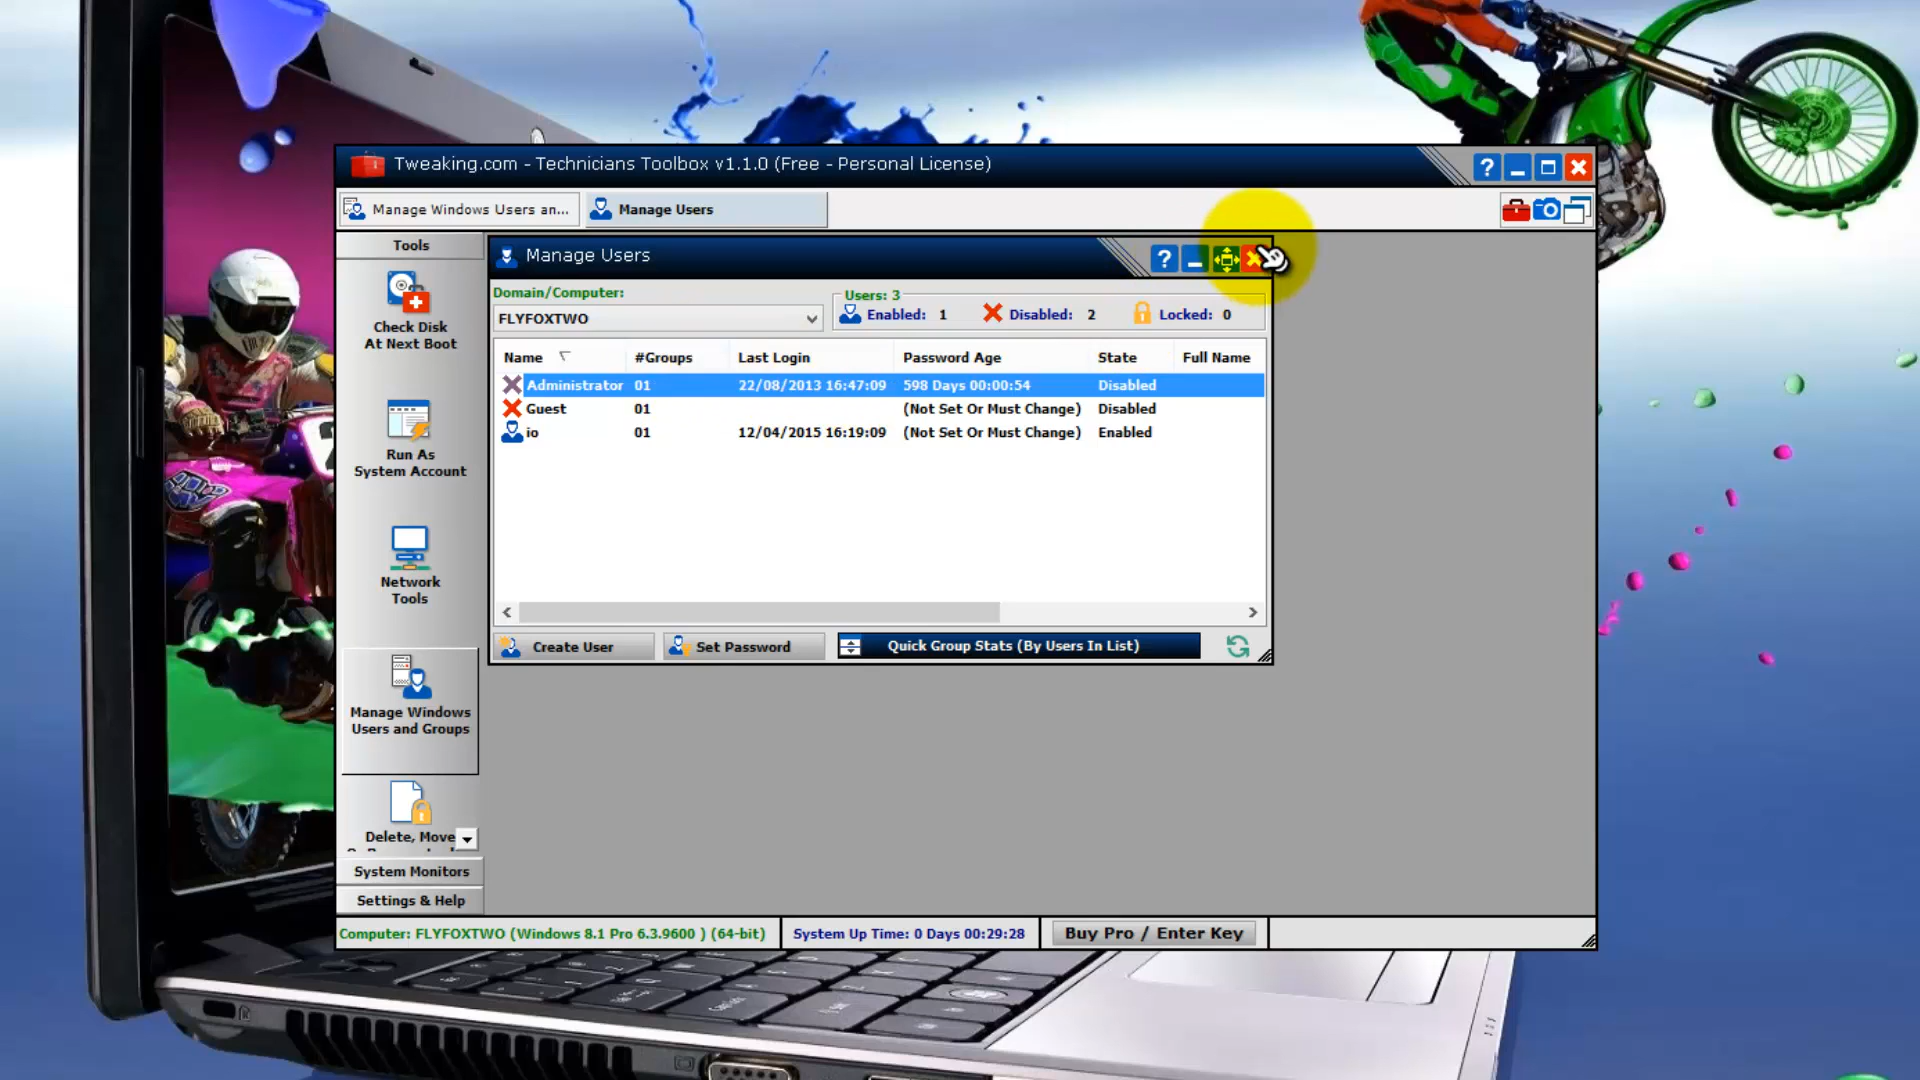 Tweaking.com - Technicians Toolbox v1.1.0 (Free - Personal License)
Manage Windows Users an...
Manage Users
Tools
Check Disk
At Next Boot
Run As
System Account
Network
Tools
Manage Windows
Users and Groups
Delete, Move
System Monitors
Settings & Help
Manage Users
Domain/Computer:
FLYFOXTWO
Users: 3
Enabled: 1 Disabled: 2 Locked: 0
Name #Groups Last Login Password Age State Full Name
Administrator 01 22/08/2013 16:47:09 598 Days 00:00:54 Disabled
Guest 01 (Not Set Or Must Change) Disabled
io 01 12/04/2015 16:19:09 (Not Set Or Must Change) Enabled
Create User Set Password Quick Group Stats (By Users In List)
Computer: FLYFOXTWO (Windows 8.1 Pro 6.3.9600 ) (64-bit) System Up Time: 0 Days 00:29:28 Buy Pro / Enter Key